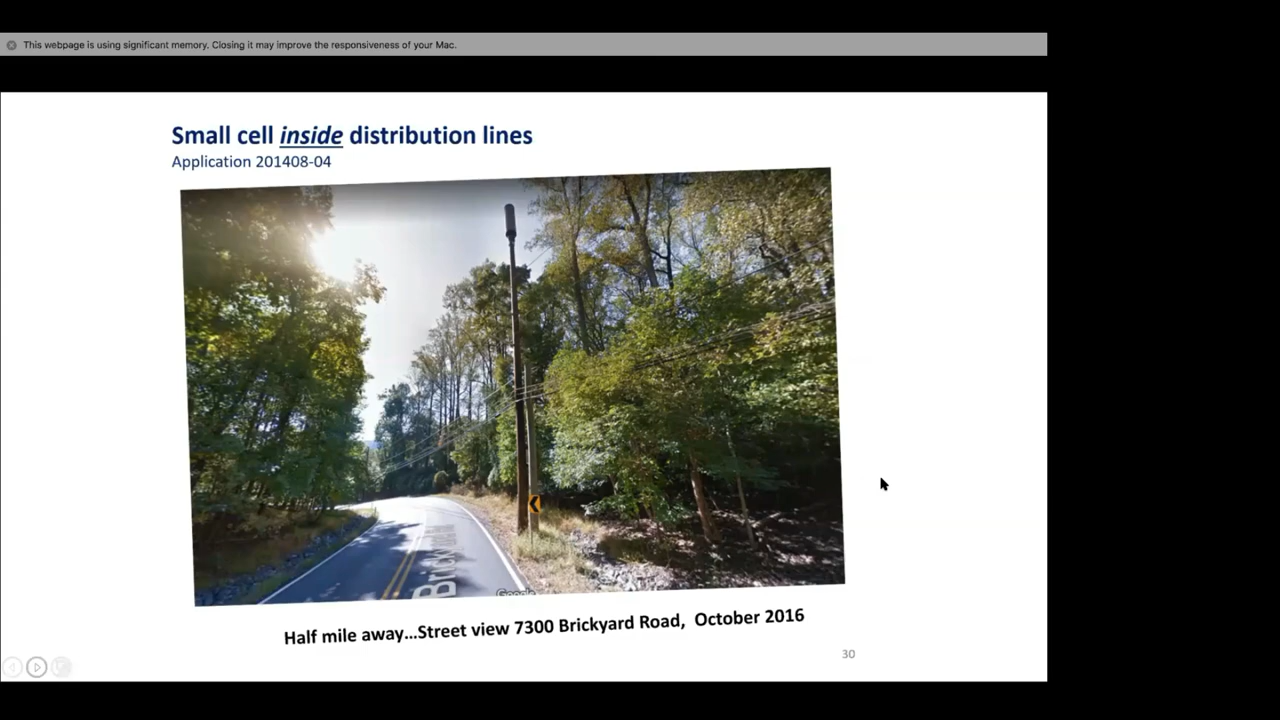 This webpage is using significant memory. Closing it may improve the responsiveness of your Mac.
Small cell inside distribution lines
Application 201408-04
Google
Half mile away...Street view 7300 Brickyard Road, October 2016
30